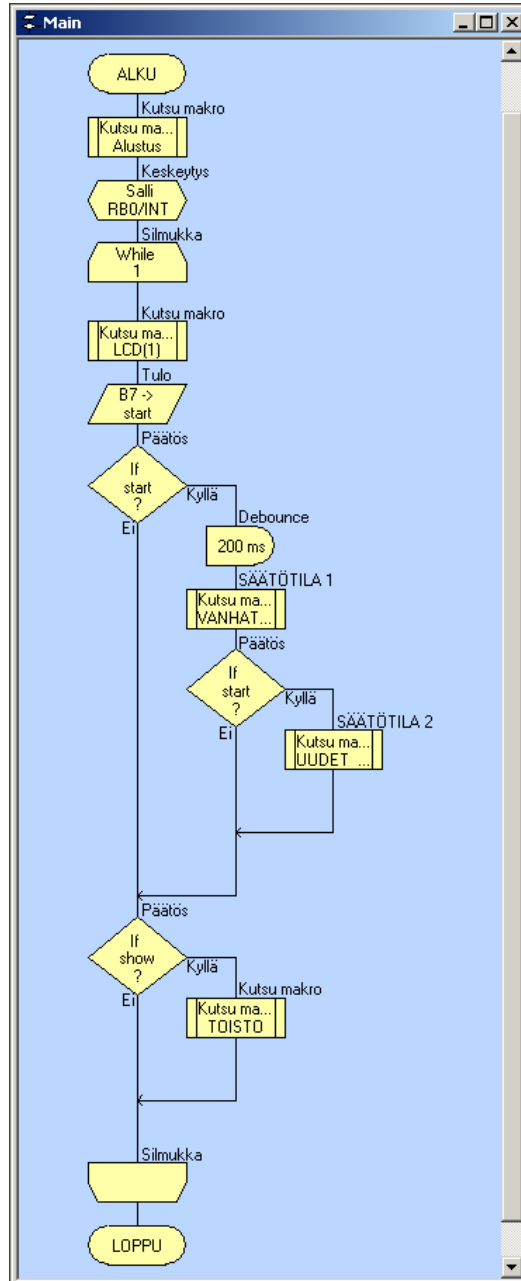 Main
ALKU
Kutsu makro
Kutsu ma...
Alustus
Keskeytys
Salli
RB0/INT
Silmukka
While
1
Kutsu makro
Kutsu ma...
LCD(1)
Tulo
B7 ->
start
Päätös
If
start
?
Kyllä
Ei
Debounce
200 ms
SÄÄTÖTILA 1
Kutsu ma...
VANHAT...
Päätös
If
start
?
Kyllä
Ei
SÄÄTÖTILA 2
Kutsu ma...
UUDET ...
Päätös
If
show
?
Kyllä
Ei
Kutsu makro
Kutsu ma...
TOISTO
Silmukka
LOPPU